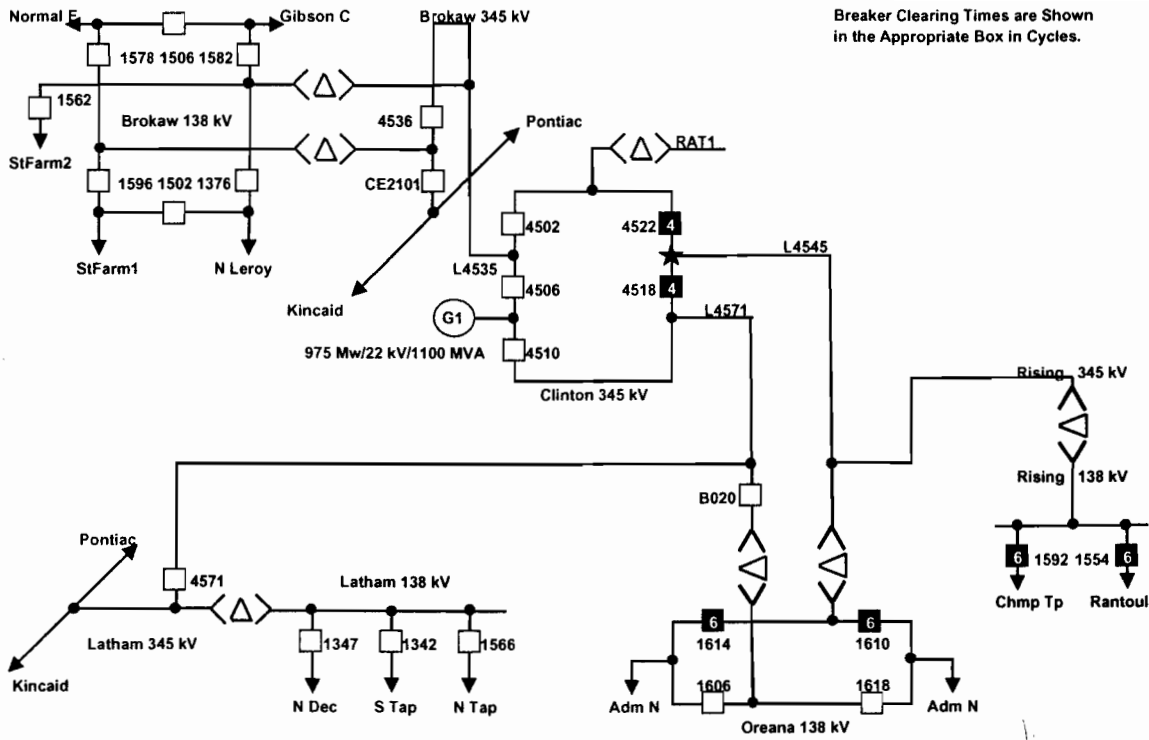 Normal E
Gibson C
Brokaw 345 kV
Breaker Clearing Times are Shown
in the Appropriate Box in Cycles.
1578 1506 1582
1562
Brokaw 138 kV
4536
Pontiac
StFarm2
1596 1502 1376
CE2101
RAT1
4502
4522 4
L4545
StFarm1
N Leroy
L4535
4506
4518 4
Kincaid
G1
L4571
975 Mw/22 kV/1100 MVA
4510
Clinton 345 kV
Rising 345 kV
Rising 138 kV
B020
Pontiac
4571
Latham 138 kV
6 1592 1554 6
Chmp Tp
Rantoul
Latham 345 kV
1347
1342
1566
6
1614
6
1610
Kincaid
N Dec
S Tap
N Tap
Adm N
1606
1618
Adm N
Oreana 138 kV